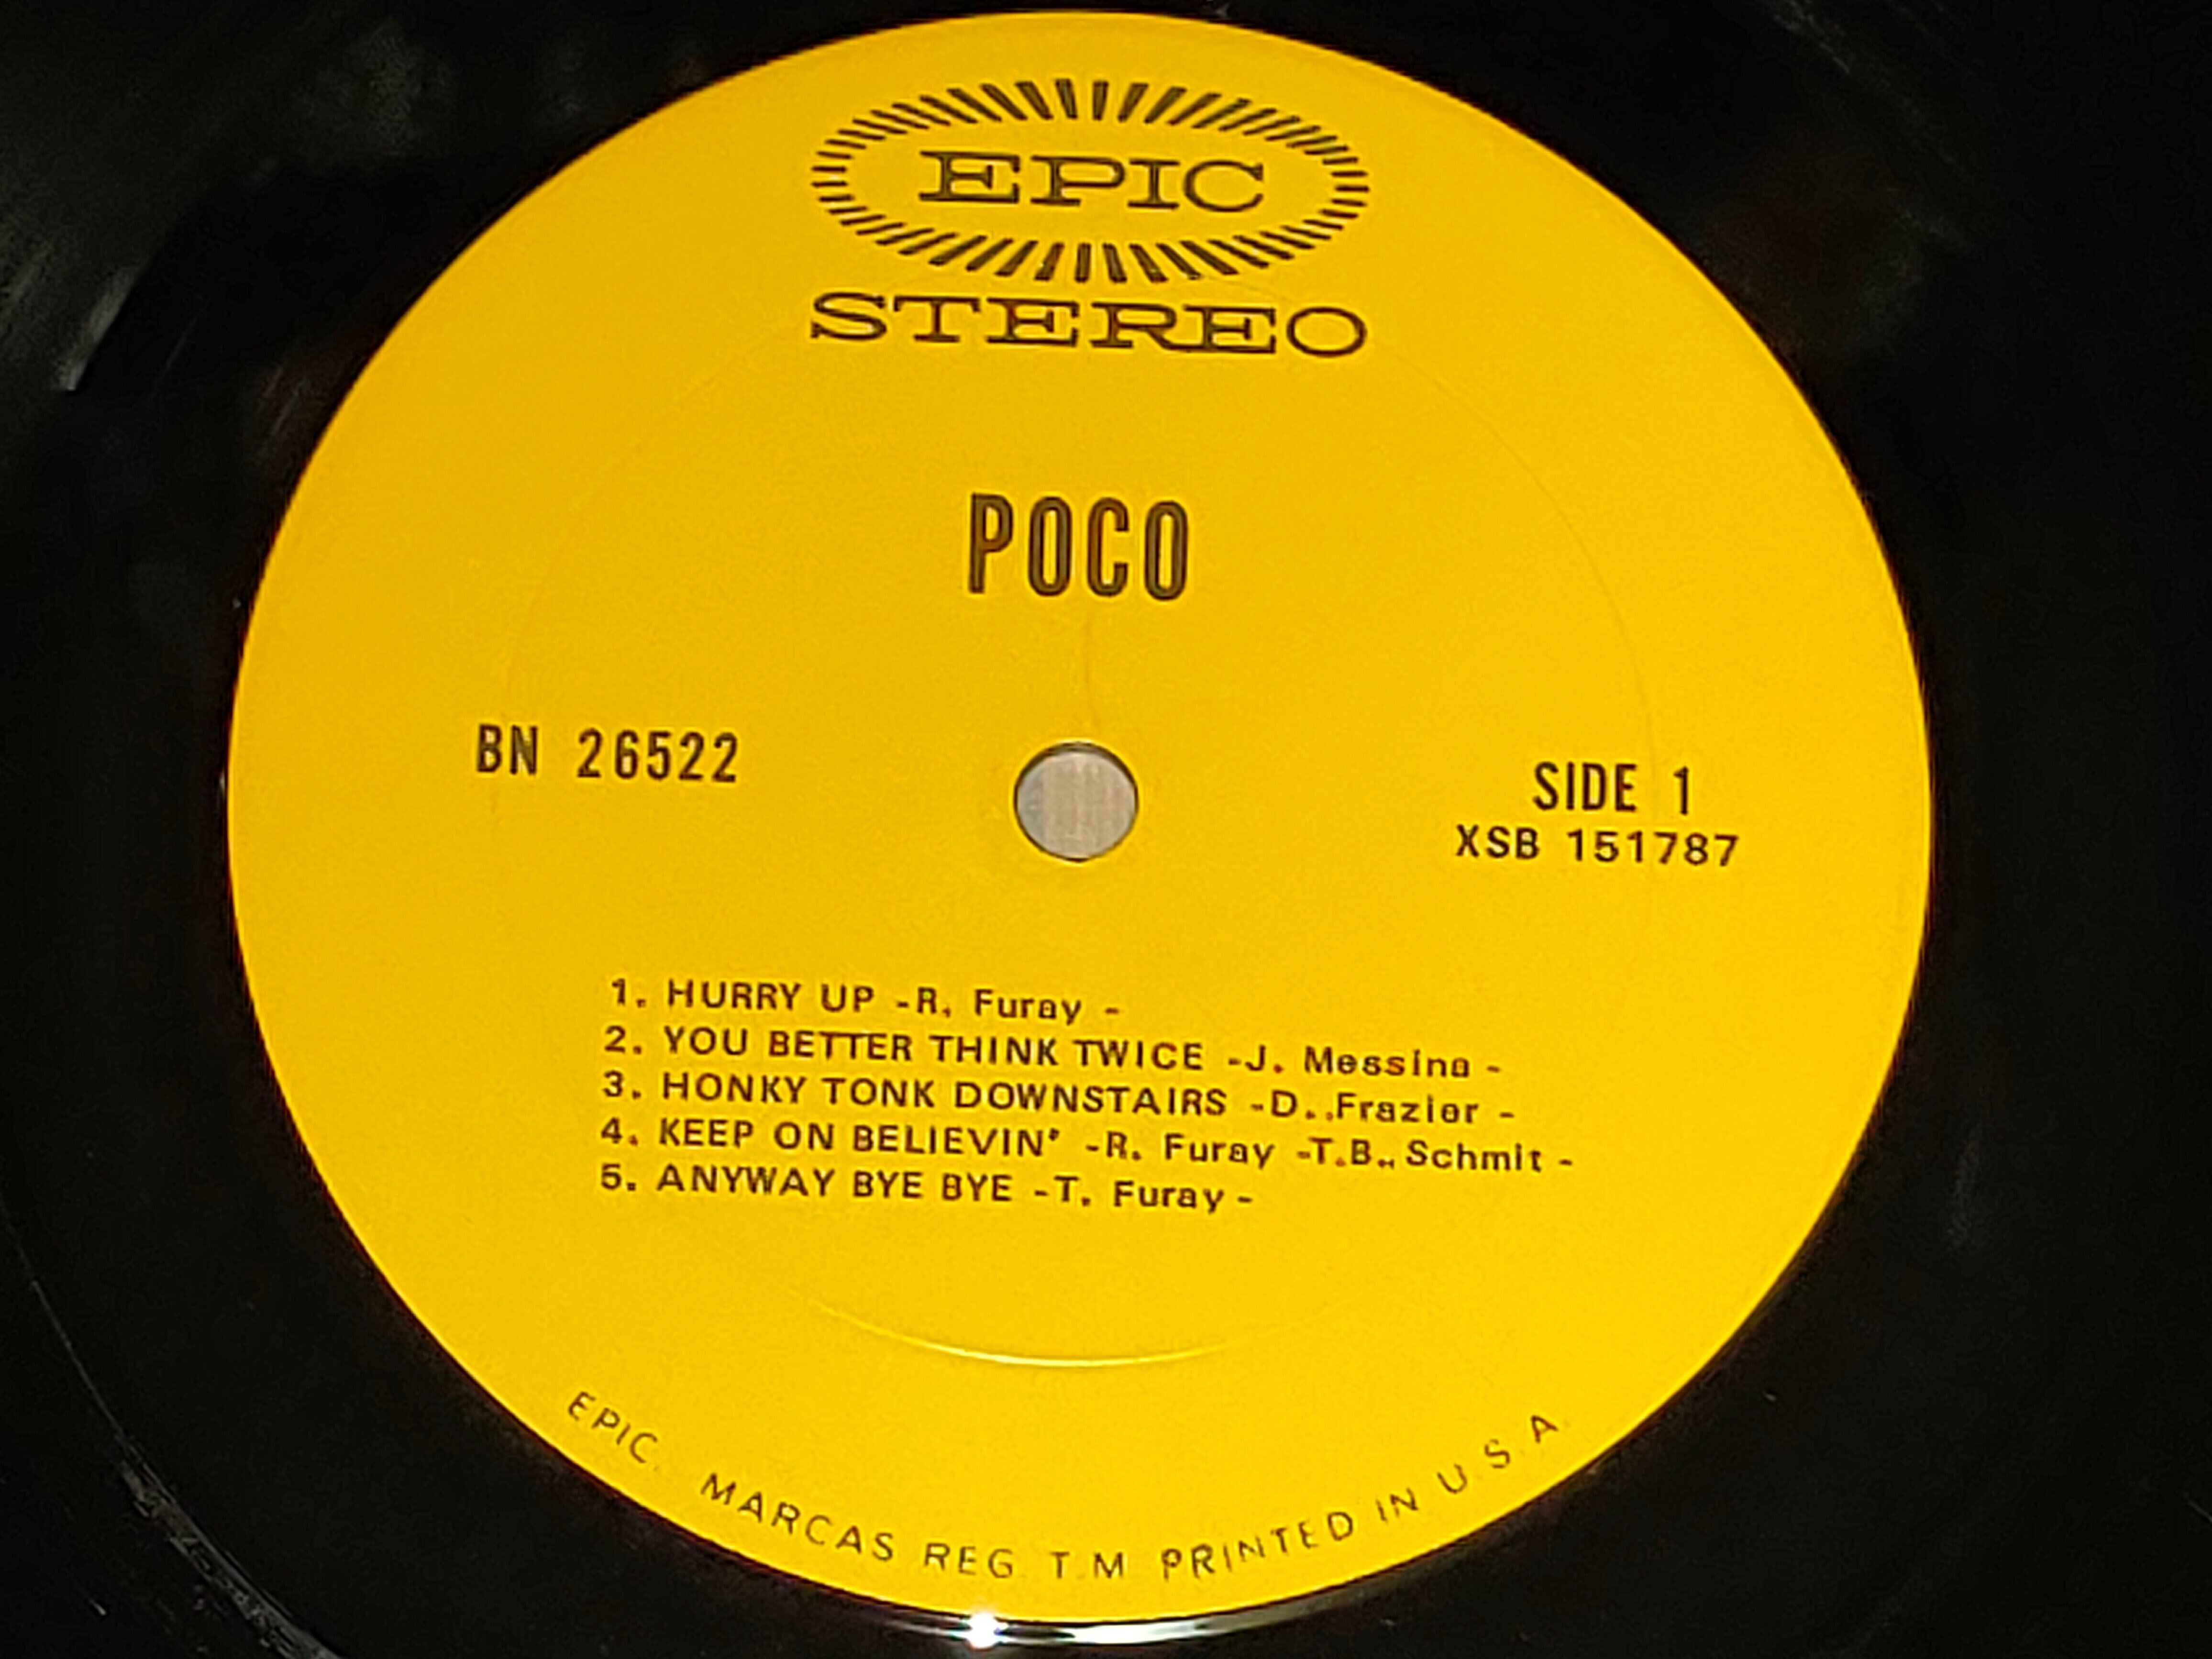 EPIC
STEREO
POCO
BN 26522
SIDE 1
XSB 151787
1. HURRY UP -R. Furay -
2. YOU BETTER THINK TWICE -J. Messina -
3. HONKY TONK DOWNSTAIRS -D. .Frazier -
4. KEEP ON BELIEVIN' -R. Furay -T.B.. Schmit -
5. ANYWAY BYE BYE -T. Furay -
EPIC. MARCAS REG. T.M. PRINTED IN U.S.A.